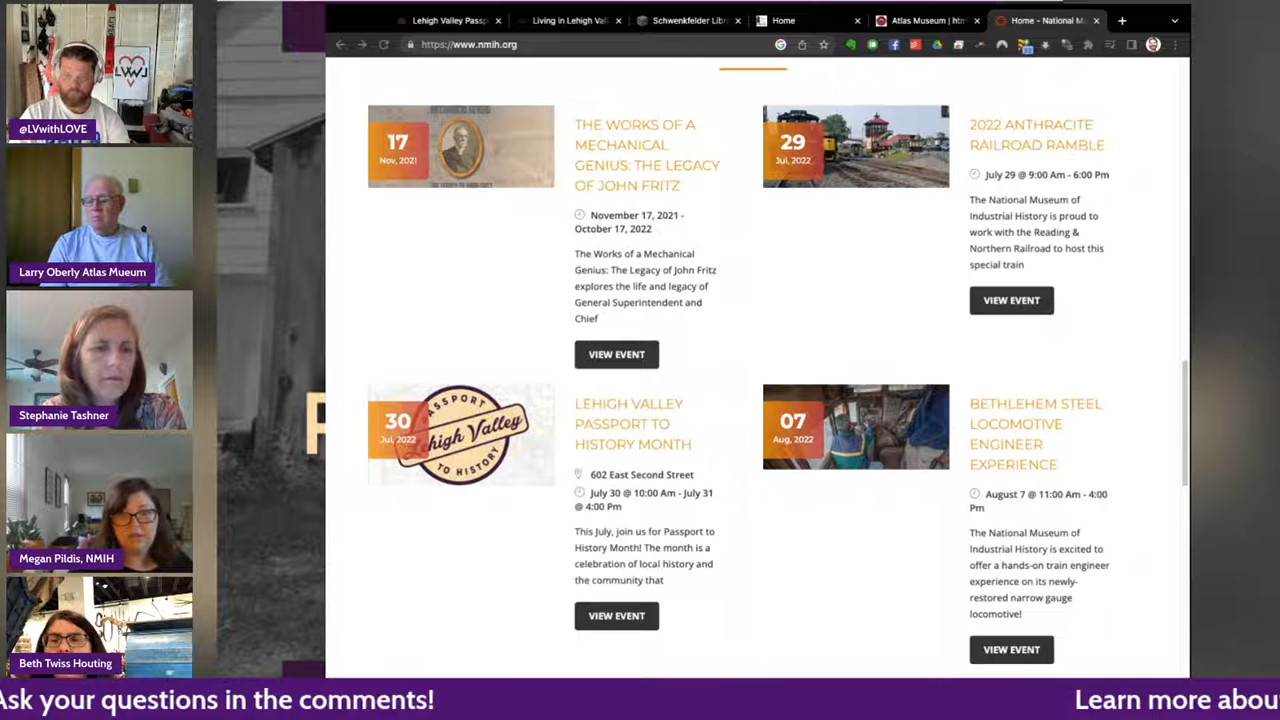 Lehigh Valley Passp
Living in Lehigh Val
Schwenkfelder Libr
Home
Atlas Museum | htm
Home - National M
https://www.nmih.org
LVWL
@LVwithLOVE
Larry Oberly Atlas Mueum
Stephanie Tashner
Megan Pildis, NMIH
Beth Twiss Houting
17
Nov, 2021
THE WORKS OF A
MECHANICAL
GENIUS: THE LEGACY
OF JOHN FRITZ
November 17, 2021 -
October 17, 2022
The Works of a Mechanical
Genius: The Legacy of John Fritz
explores the life and legacy of
General Superintendent and
Chief
VIEW EVENT
29
Jul, 2022
2022 ANTHRACITE
RAILROAD RAMBLE
July 29 @ 9:00 Am - 6:00 Pm
The National Museum of
Industrial History is proud to
work with the Reading &
Northern Railroad to host this
special train
VIEW EVENT
30
Jul, 2022
PASSPORT
Lehigh Valley
TO HISTORY
LEHIGH VALLEY
PASSPORT TO
HISTORY MONTH
602 East Second Street
July 30 @ 10:00 Am - July 31
@ 4:00 Pm
This July, join us for Passport to
History Month! The month is a
celebration of local history and
the community that
VIEW EVENT
07
Aug, 2022
BETHLEHEM STEEL
LOCOMOTIVE
ENGINEER
EXPERIENCE
August 7 @ 11:00 Am - 4:00
Pm
The National Museum of
Industrial History is excited to
offer a hands-on train engineer
experience on its newly-
restored narrow gauge
locomotive!
VIEW EVENT
Ask your questions in the comments!
Learn more abou